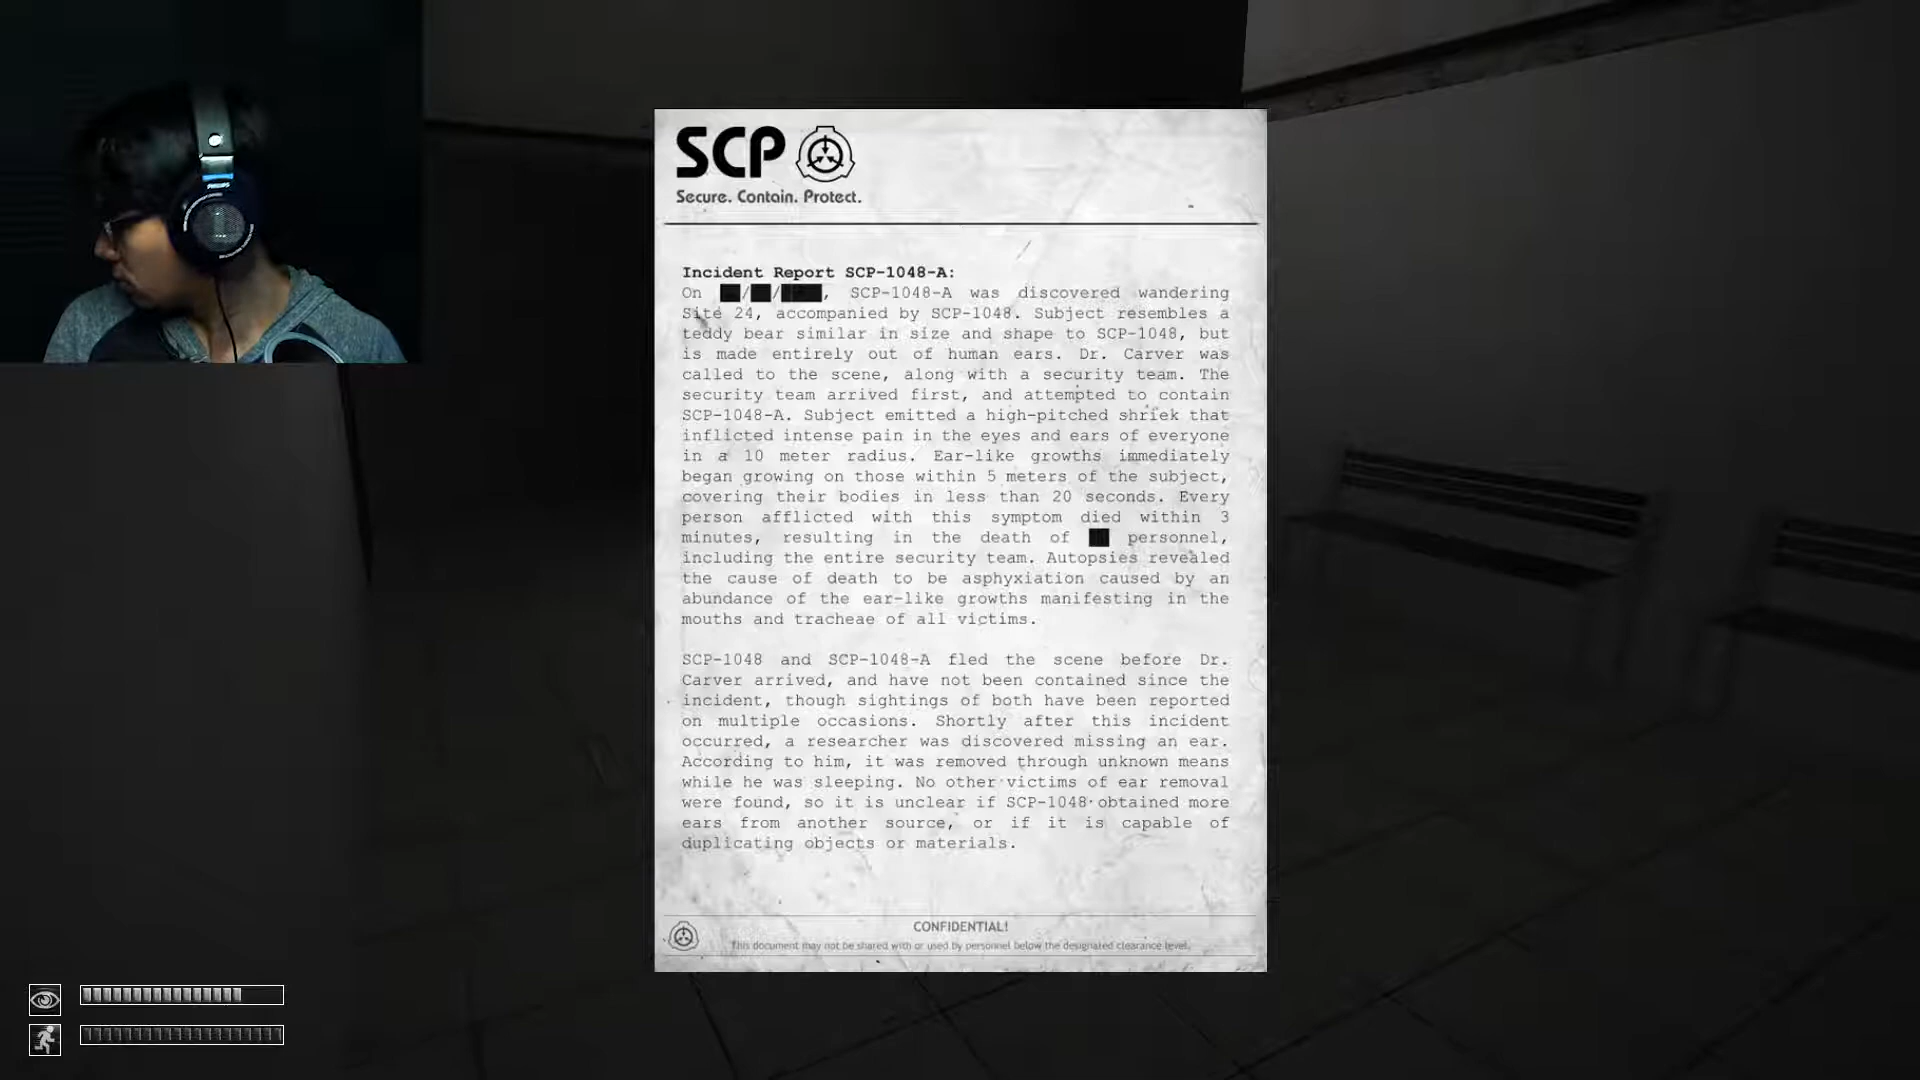 SCP
Secure. Contain. Protect.
Incident Report SCP-1048-A:
On ██/██/████, SCP-1048-A was discovered wandering
Site 24, accompanied by SCP-1048. Subject resembles a
teddy bear similar in size and shape to SCP-1048, but
is made entirely out of human ears. Dr. Carver was
called to the scene, along with a security team. The
security team arrived first, and attempted to contain
SCP-1048-A. Subject emitted a high-pitched shriek that
inflicted intense pain in the eyes and ears of everyone
in a 10 meter radius. Ear-like growths immediately
began growing on those within 5 meters of the subject,
covering their bodies in less than 20 seconds. Every
person afflicted with this symptom died within 3
minutes, resulting in the death of ██ personnel,
including the entire security team. Autopsies revealed
the cause of death to be asphyxiation caused by an
abundance of the ear-like growths manifesting in the
mouths and tracheae of all victims.
SCP-1048 and SCP-1048-A fled the scene before Dr.
Carver arrived, and have not been contained since the
incident, though sightings of both have been reported
on multiple occasions. Shortly after this incident
occurred, a researcher was discovered missing an ear.
According to him, it was removed through unknown means
while he was sleeping. No other victims of ear removal
were found, so it is unclear if SCP-1048 obtained more
ears from another source, or if it is capable of
duplicating objects or materials.
CONFIDENTIAL!
This document may not be shared with or used by personnel below the designated clearance level.
PHILIPS